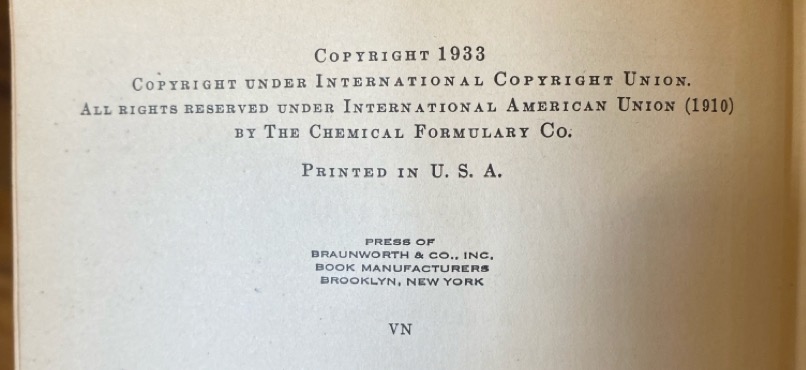 COPYRIGHT 1933
COPYRIGHT UNDER INTERNATIONAL COPYRIGHT UNION.
ALL RIGHTS RESERVED UNDER INTERNATIONAL AMERICAN UNION (1910)
BY THE CHEMICAL FORMULARY CO.
PRINTED IN U. S. A.
PRESS OF
BRAUNWORTH & CO., INC.
BOOK MANUFACTURERS
BROOKLYN, NEW YORK
VN